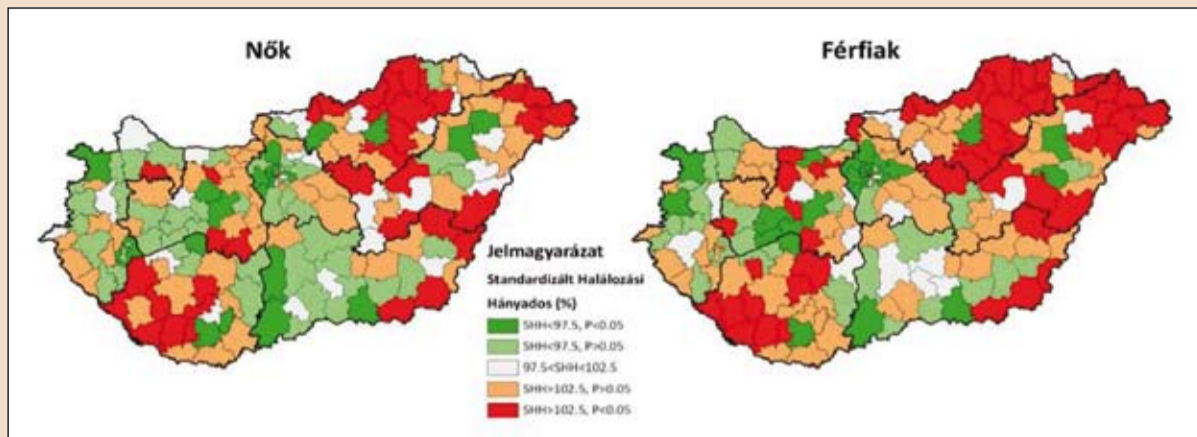 Nők
Férfiak
Jelmagyarázat
Standardizált Halálozási
Hányados (%)
SHH<97.5, P<0.05
SHH<97.5, P>0.05
97.5<SHH<102.5
SHH>102.5, P>0.05
SHH>102.5, P<0.05